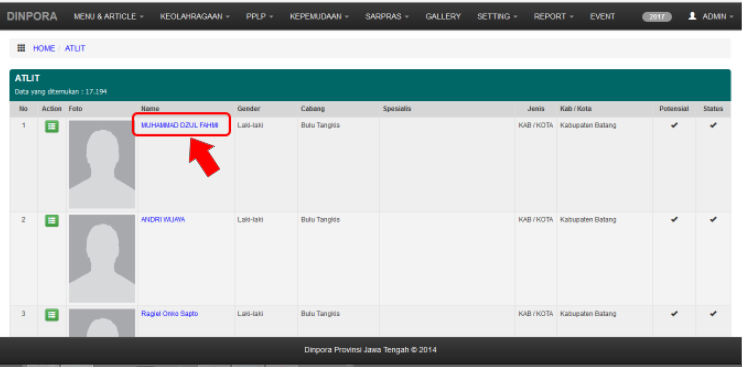 DINPORA MENU & ARTICLE KEOLAHRAGAAN PPLP KEPEMUDAAN SARPRAS GALLERY SETTING REPORT EVENT 2017 ADMIN
HOME / ATLIT
ATLIT
Data yang ditemukan : 17.194
No Action Foto Name Gender Cabang Spesialis Jenis Kab / Kota Potensial Status
1 MUHAMMAD DZUL FAHMI Laki-laki Bulu Tangkis KAB / KOTA Kabupaten Batang
2 ANDRI WIJAYA Laki-laki Bulu Tangkis KAB / KOTA Kabupaten Batang
3 Ragiel Onko Sapto Laki-laki Bulu Tangkis KAB / KOTA Kabupaten Batang
Dinpora Provinsi Jawa Tengah © 2014